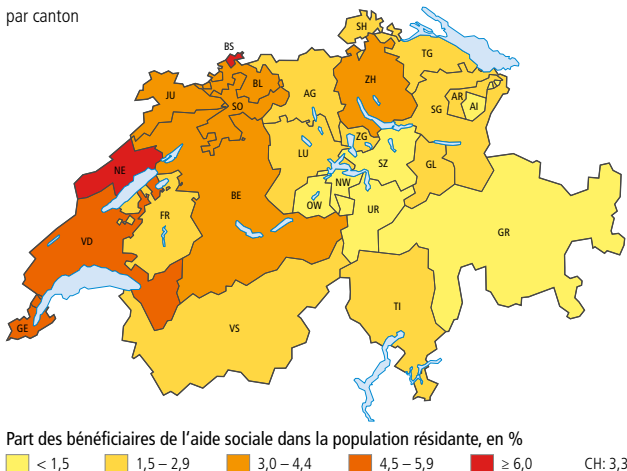 par canton
SH
BS
TG
BL
JU
AG
ZH
SO
AR
AI
SG
ZG
LU
SZ
NE
GL
NW
BE
OW
FR
UR
GR
VD
TI
GE
VS
Part des bénéficiaires de l’aide sociale dans la population résidante, en %
< 1,5 1,5 – 2,9 3,0 – 4,4 4,5 – 5,9 ≥ 6,0 CH: 3,3